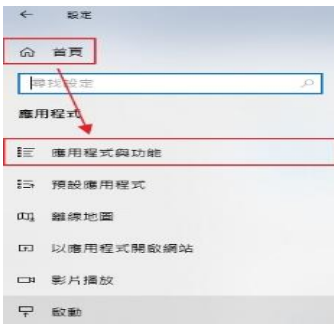 設定
首頁
尋找設定
應用程式
應用程式與功能
預設應用程式
離線地圖
以應用程式開啟網站
影片播放
啟動